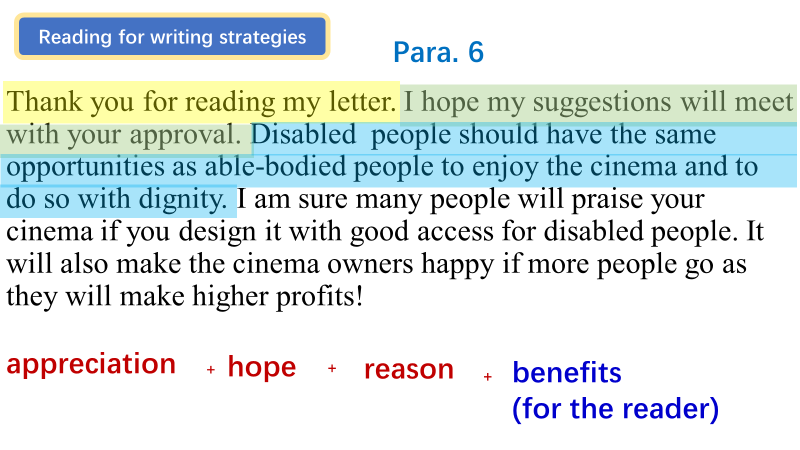 Reading for writing strategies
Para. 6
Thank you for reading my letter. I hope my suggestions will meet
with your approval. Disabled people should have the same
opportunities as able-bodied people to enjoy the cinema and to
do so with dignity. I am sure many people will praise your
cinema if you design it with good access for disabled people. It
will also make the cinema owners happy if more people go as
they will make higher profits!
appreciation + hope + reason + benefits
(for the reader)